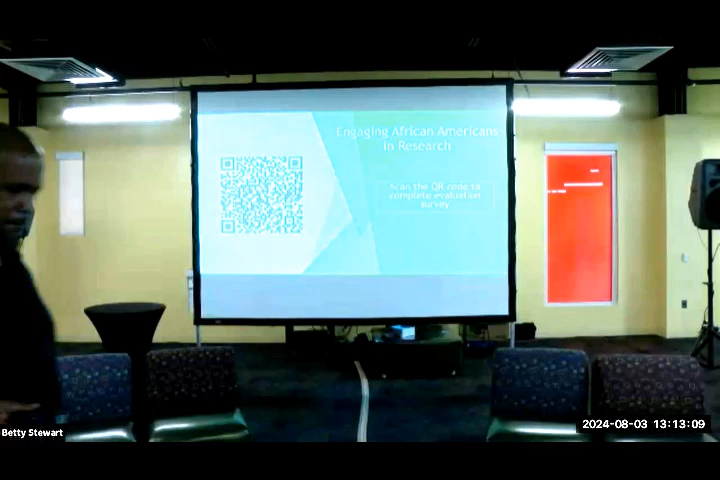 Engaging African Americans
in Research
Scan the QR code to
complete evaluation
survey
Betty Stewart
2024-08-03 13:13:09